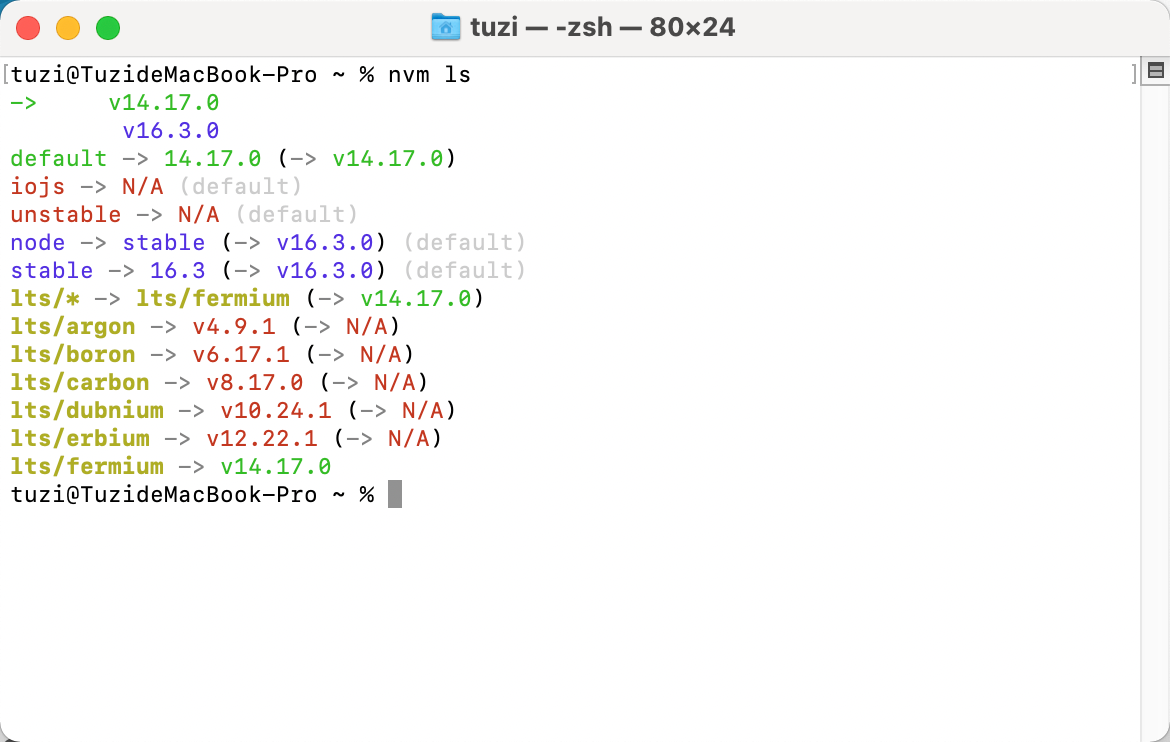 tuzi — -zsh — 80×24
[tuzi@TuzideMacBook-Pro ~ % nvm ls ]
->      v14.17.0
        v16.3.0
default -> 14.17.0 (-> v14.17.0)
iojs -> N/A (default)
unstable -> N/A (default)
node -> stable (-> v16.3.0) (default)
stable -> 16.3 (-> v16.3.0) (default)
lts/* -> lts/fermium (-> v14.17.0)
lts/argon -> v4.9.1 (-> N/A)
lts/boron -> v6.17.1 (-> N/A)
lts/carbon -> v8.17.0 (-> N/A)
lts/dubnium -> v10.24.1 (-> N/A)
lts/erbium -> v12.22.1 (-> N/A)
lts/fermium -> v14.17.0
tuzi@TuzideMacBook-Pro ~ %